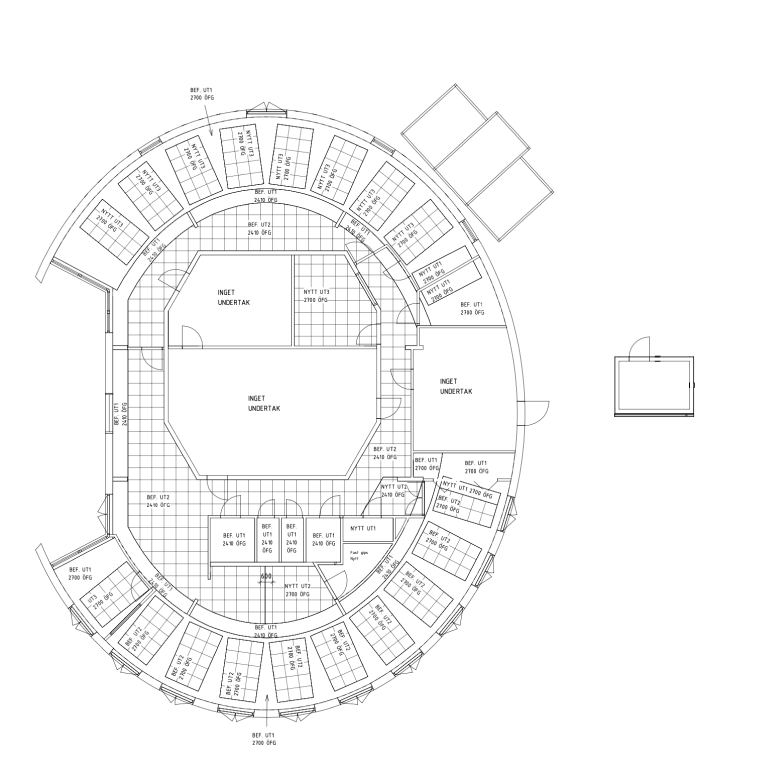 BEF. UT1
2700 ÖFG
NYTT UT3
2700 ÖFG
NYTT UT3
2700 ÖFG
NYTT UT3
2700 ÖFG
NYTT UT3
2700 ÖFG
NYTT UT3
2700 ÖFG
NYTT UT3
2700 ÖFG
NYTT UT3
2700 ÖFG
NYTT UT3
2700 ÖFG
BEF. UT1
2410 ÖFG
BEF. UT2
2410 ÖFG
BEF. UT1
2410 ÖFG
BEF. UT1
2410 ÖFG
NYTT UT1
2700 ÖFG
NYTT UT1
2700 ÖFG
BEF. UT1
2700 ÖFG
INGET
UNDERTAK
NYTT UT3
2700 ÖFG
INGET
UNDERTAK
INGET
UNDERTAK
BEF. UT1
2410 ÖFG
BEF. UT2
2410 ÖFG
BEF. UT1
2700 ÖFG
BEF. UT1
2700 ÖFG
NYTT UT2
2410 ÖFG
NYTT UT1 2700 ÖFG
BEF. UT2
2700 ÖFG
BEF. UT2
2410 ÖFG
BEF. UT1
2410 ÖFG
BEF.
UT1
2410
ÖFG
BEF.
UT1
2410
ÖFG
BEF. UT1
2410 ÖFG
NYTT UT1
Fast gips
Nytt
BEF. UT2
2700 ÖFG
BEF. UT1
2410 ÖFG
BEF. UT2
2700 ÖFG
BEF. UT1
2700 ÖFG
UT3
2700 ÖFG
BEF. UT1
2410 ÖFG
600
NYTT UT2
2700 ÖFG
BEF. UT1
2410 ÖFG
BEF. UT2
2700 ÖFG
BEF. UT2
2700 ÖFG
BEF. UT2
2700 ÖFG
BEF. UT2
2700 ÖFG
BEF. UT2
2700 ÖFG
BEF. UT2
2700 ÖFG
BEF. UT1
2700 ÖFG